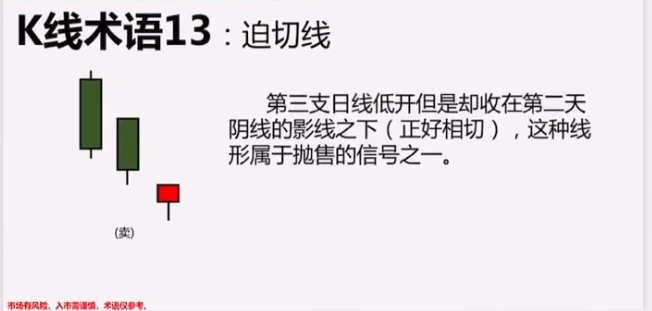 K线术语13：迫切线
第三支日线低开但是却收在第二天
阴线的影线之下（正好相切），这种线
形属于抛售的信号之一。
(卖)
市场有风险，入市需谨慎，术语仅参考。